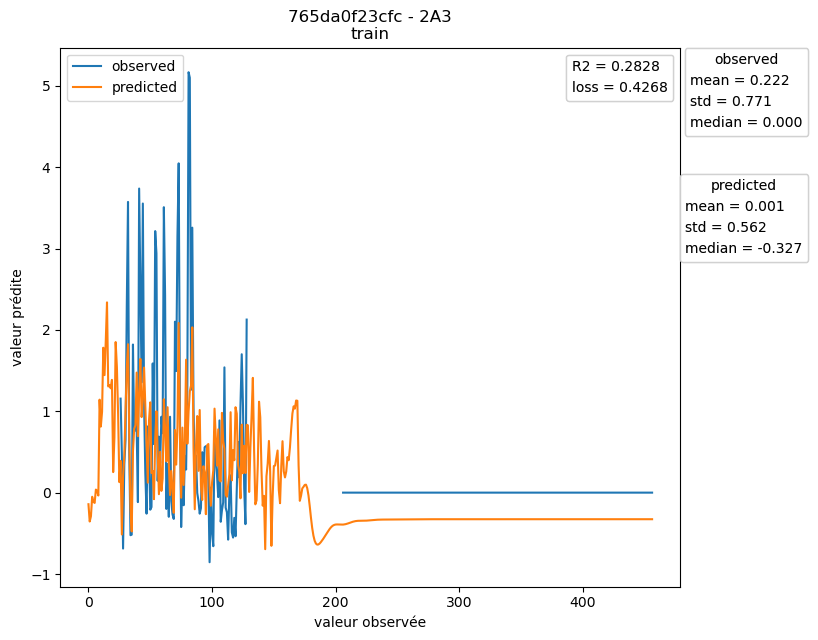 765da0f23cfc - 2A3
train
observed
predicted
R2 = 0.2828
loss = 0.4268
observed
mean = 0.222
std = 0.771
median = 0.000
predicted
mean = 0.001
std = 0.562
median = -0.327
valeur prédite
5
4
3
2
1
0
−1
0
100
200
300
400
valeur observée